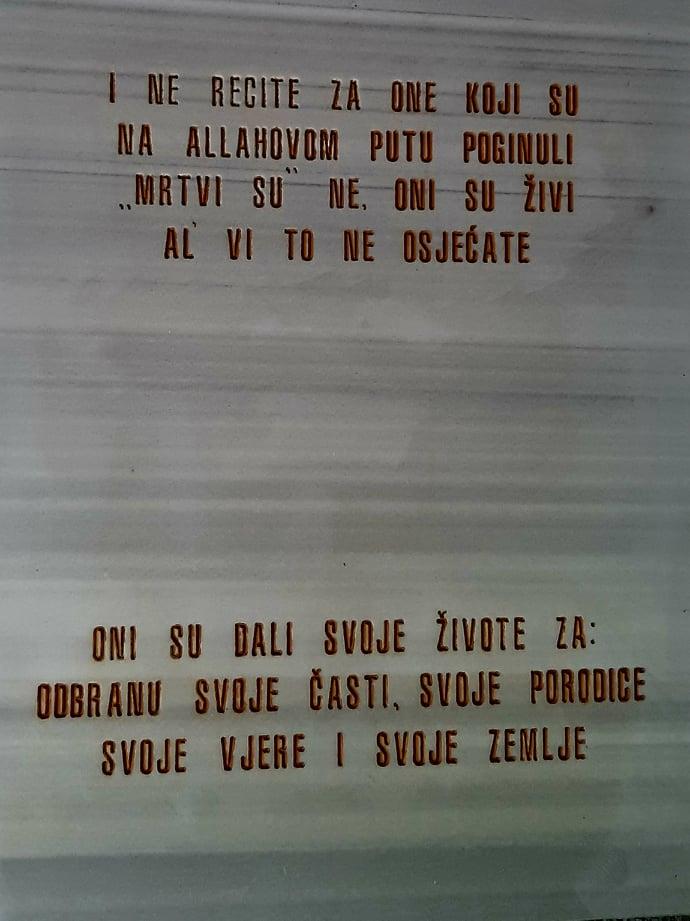 I NE RECITE ZA ONE KOJI SU
NA ALLAHOVOM PUTU POGINULI
„MRTVI SU" NE, ONI SU ŽIVI
AL' VI TO NE OSJEĆATE
ONI SU DALI SVOJE ŽIVOTE ZA:
ODBRANU SVOJE ČASTI, SVOJE PORODICE
SVOJE VJERE I SVOJE ZEMLJE